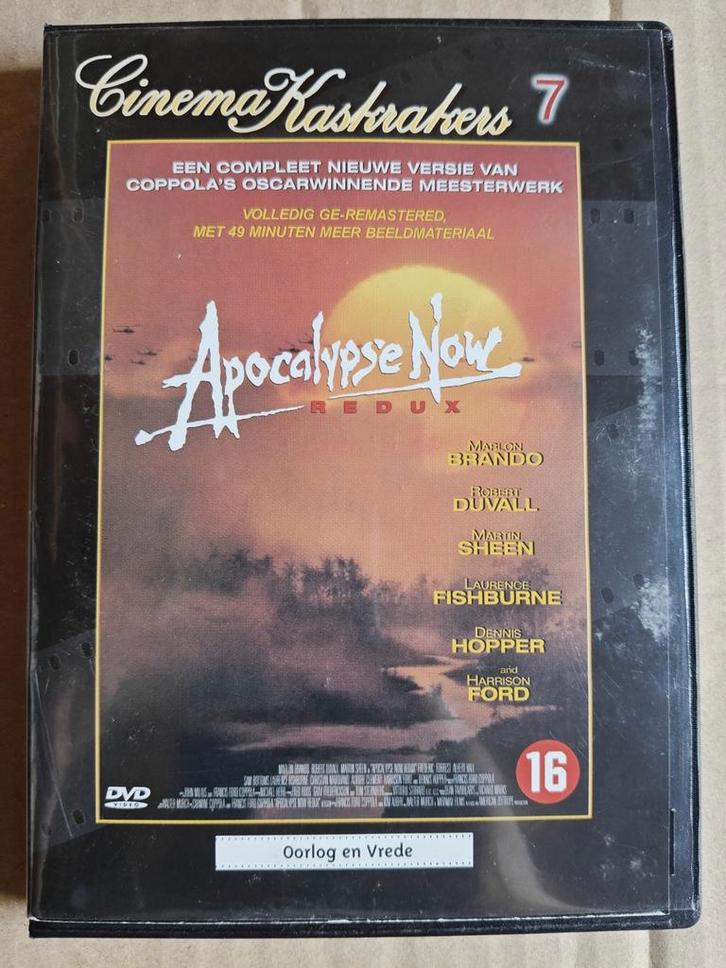 Cinema Kaskrakers 7
EEN COMPLEET NIEUWE VERSIE VAN
COPPOLA'S OSCARWINNENDE MEESTERWERK
VOLLEDIG GE-REMASTERED,
MET 49 MINUTEN MEER BEELDMATERIAAL
Apocalypse Now
REDUX
MARLON
BRANDO
ROBERT
DUVALL
MARTIN
SHEEN
LAURENCE
FISHBURNE
DENNIS
HOPPER
and
HARRISON
FORD
16
DVD
VIDEO
Oorlog en Vrede